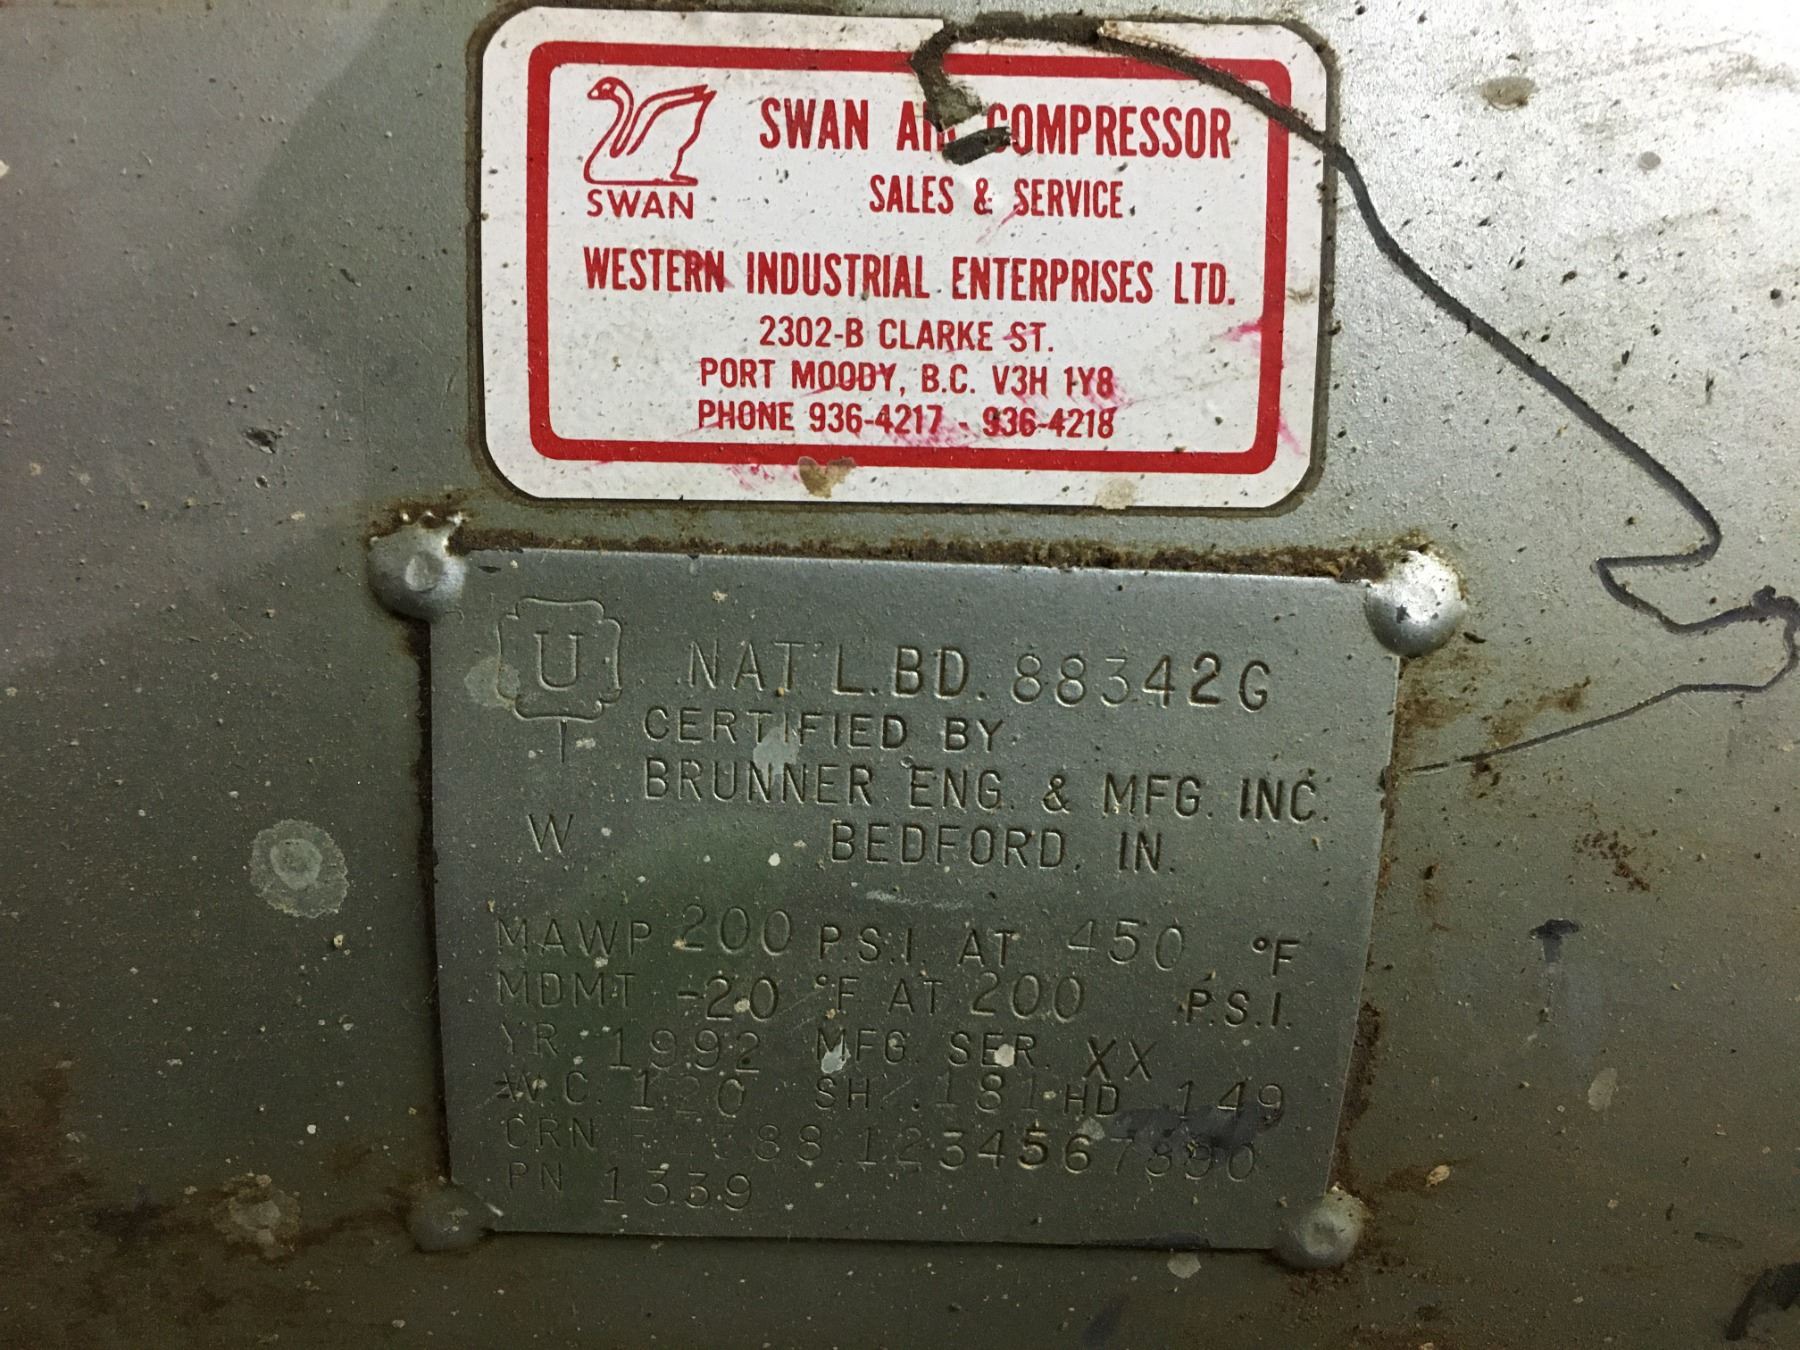 SWAN AIR COMPRESSOR
SWAN
SALES & SERVICE
WESTERN INDUSTRIAL ENTERPRISES LTD.
2302-B CLARKE ST.
PORT MOODY, B.C. V3H 1Y8
PHONE 936-4217 - 936-4218
U
NAT'L.BD. 88342G
T
CERTIFIED BY
BRUNNER ENG. & MFG. INC.
W
BEDFORD, IN.
MAWP 200 P.S.I. AT 450 °F
MDMT -20 °F AT 200 P.S.I.
YR. 1992 MFG. SER. XX
W.C. 120 SH. .181 HD .149
CRN
PN 1339